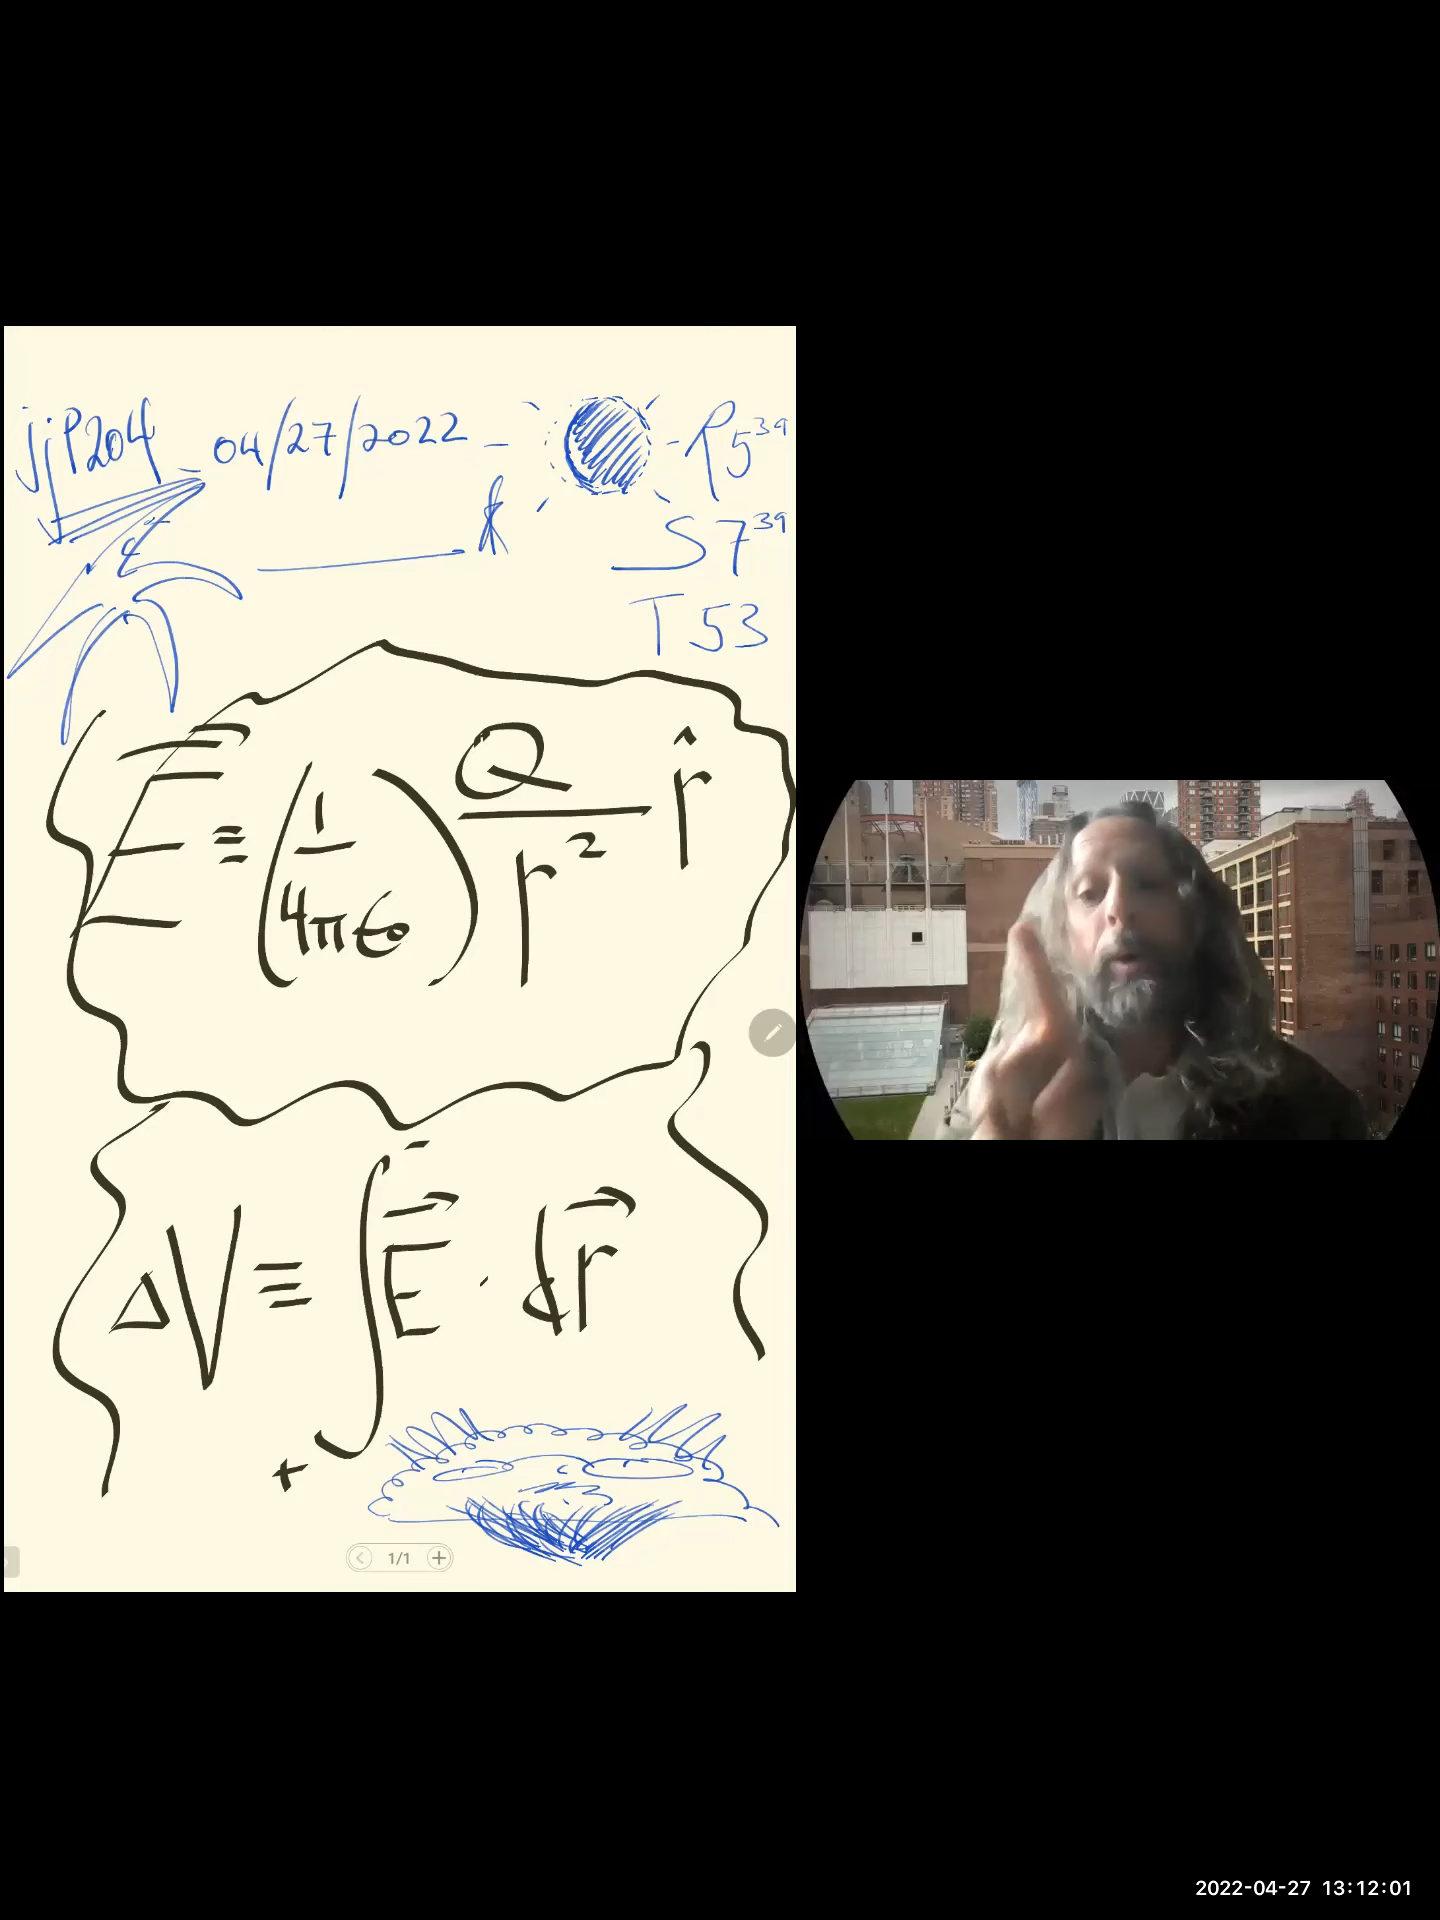 jjP204 04/27/2022 - R5³⁹
S7³⁹
T 53
E⃗ = (1/4πϵ₀) Q/r² r̂
ΔV ≡ ∫₊⁻ E⃗ · dr⃗
1/1
2022-04-27 13:12:01